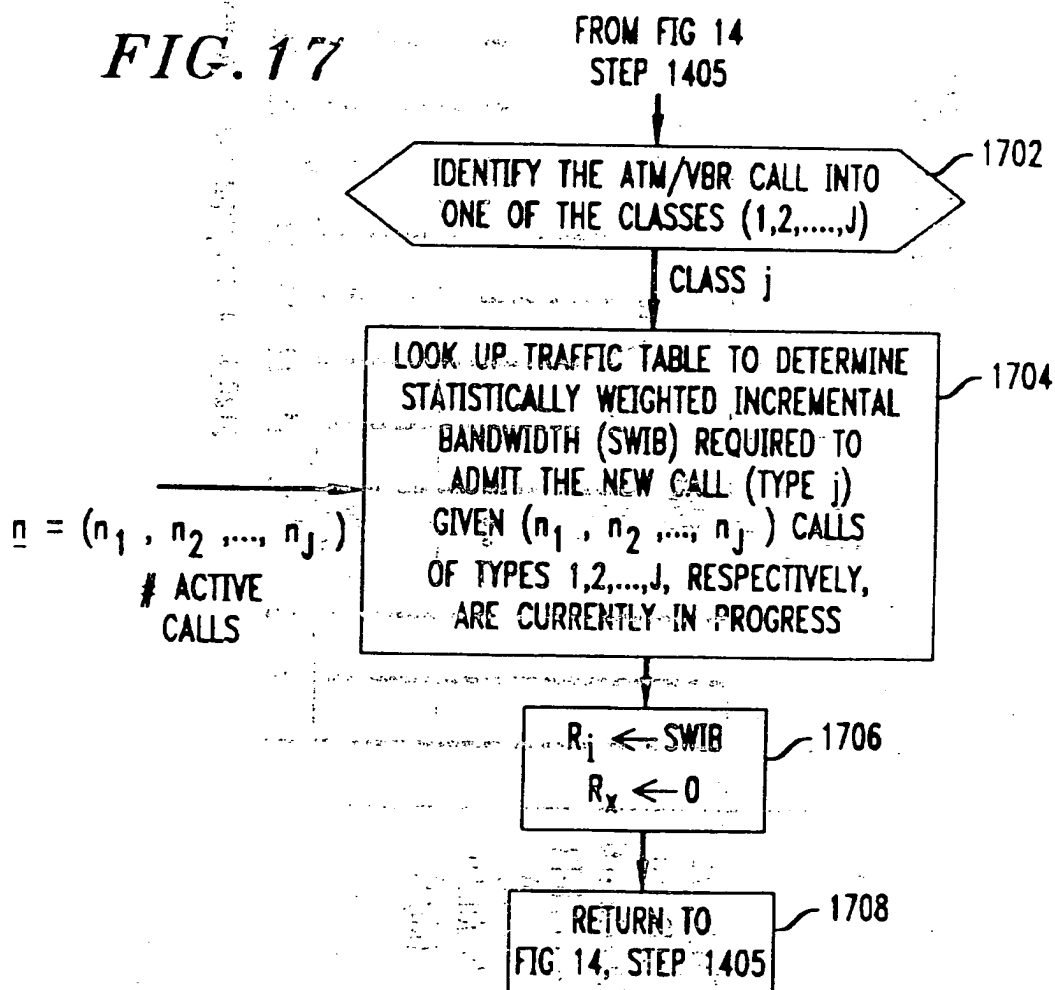 FIG. 17
FROM FIG 14
STEP 1405
1702
IDENTIFY THE ATM/VBR CALL INTO
ONE OF THE CLASSES (1,2,....,J)
CLASS j
1704
LOOK UP TRAFFIC TABLE TO DETERMINE
STATISTICALLY WEIGHTED INCREMENTAL
BANDWIDTH (SWIB) REQUIRED TO
ADMIT THE NEW CALL (TYPE j)
GIVEN (n1 , n2 ,..., nJ ) CALLS
OF TYPES 1,2,...,J, RESPECTIVELY,
ARE CURRENTLY IN PROGRESS
n = (n1 , n2 ,..., nJ )
# ACTIVE
CALLS
1706
Ri ← SWIB
Rx ← 0
1708
RETURN TO
FIG 14, STEP 1405